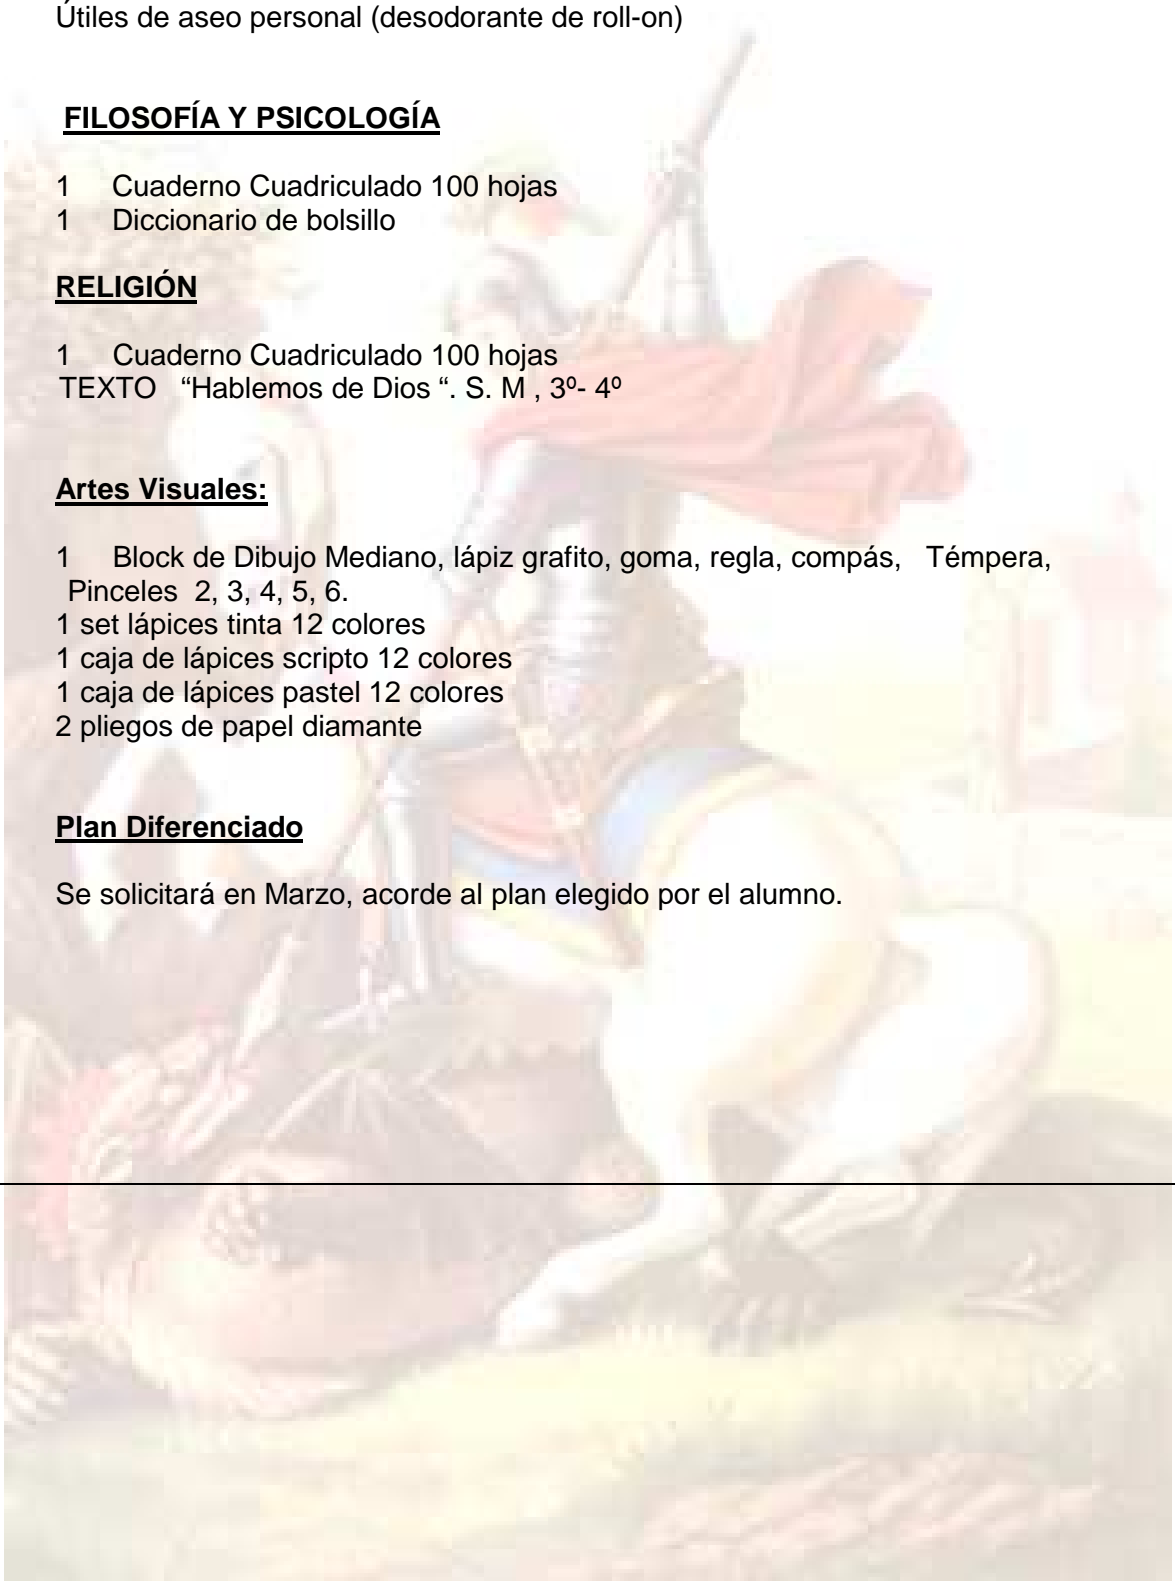 Útiles de aseo personal (desodorante de roll-on)
FILOSOFÍA Y PSICOLOGÍA
1 Cuaderno Cuadriculado 100 hojas
1 Diccionario de bolsillo
RELIGIÓN
1 Cuaderno Cuadriculado 100 hojas
TEXTO “Hablemos de Dios “. S. M , 3º- 4º
Artes Visuales:
1 Block de Dibujo Mediano, lápiz grafito, goma, regla, compás, Témpera,
Pinceles 2, 3, 4, 5, 6.
1 set lápices tinta 12 colores
1 caja de lápices scripto 12 colores
1 caja de lápices pastel 12 colores
2 pliegos de papel diamante
Plan Diferenciado
Se solicitará en Marzo, acorde al plan elegido por el alumno.